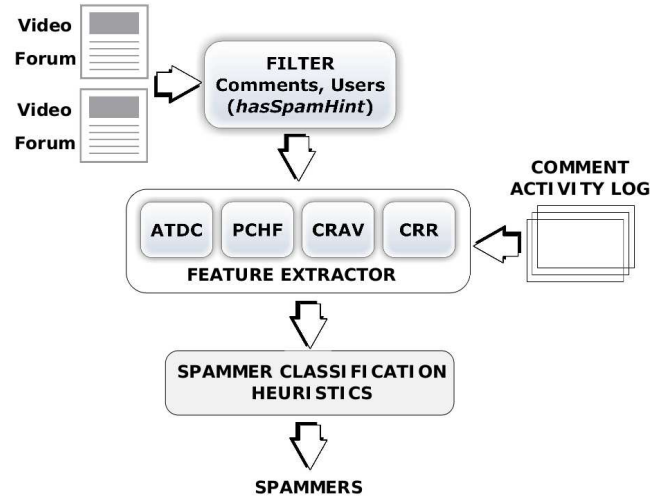 Video
Forum
Video
Forum
FILTER
Comments, Users
(hasSpamHint)
COMMENT
ACTIVITY LOG
ATDC PCHF CRAV CRR
FEATURE EXTRACTOR
SPAMMER CLASSIFICATION
HEURISTICS
SPAMMERS